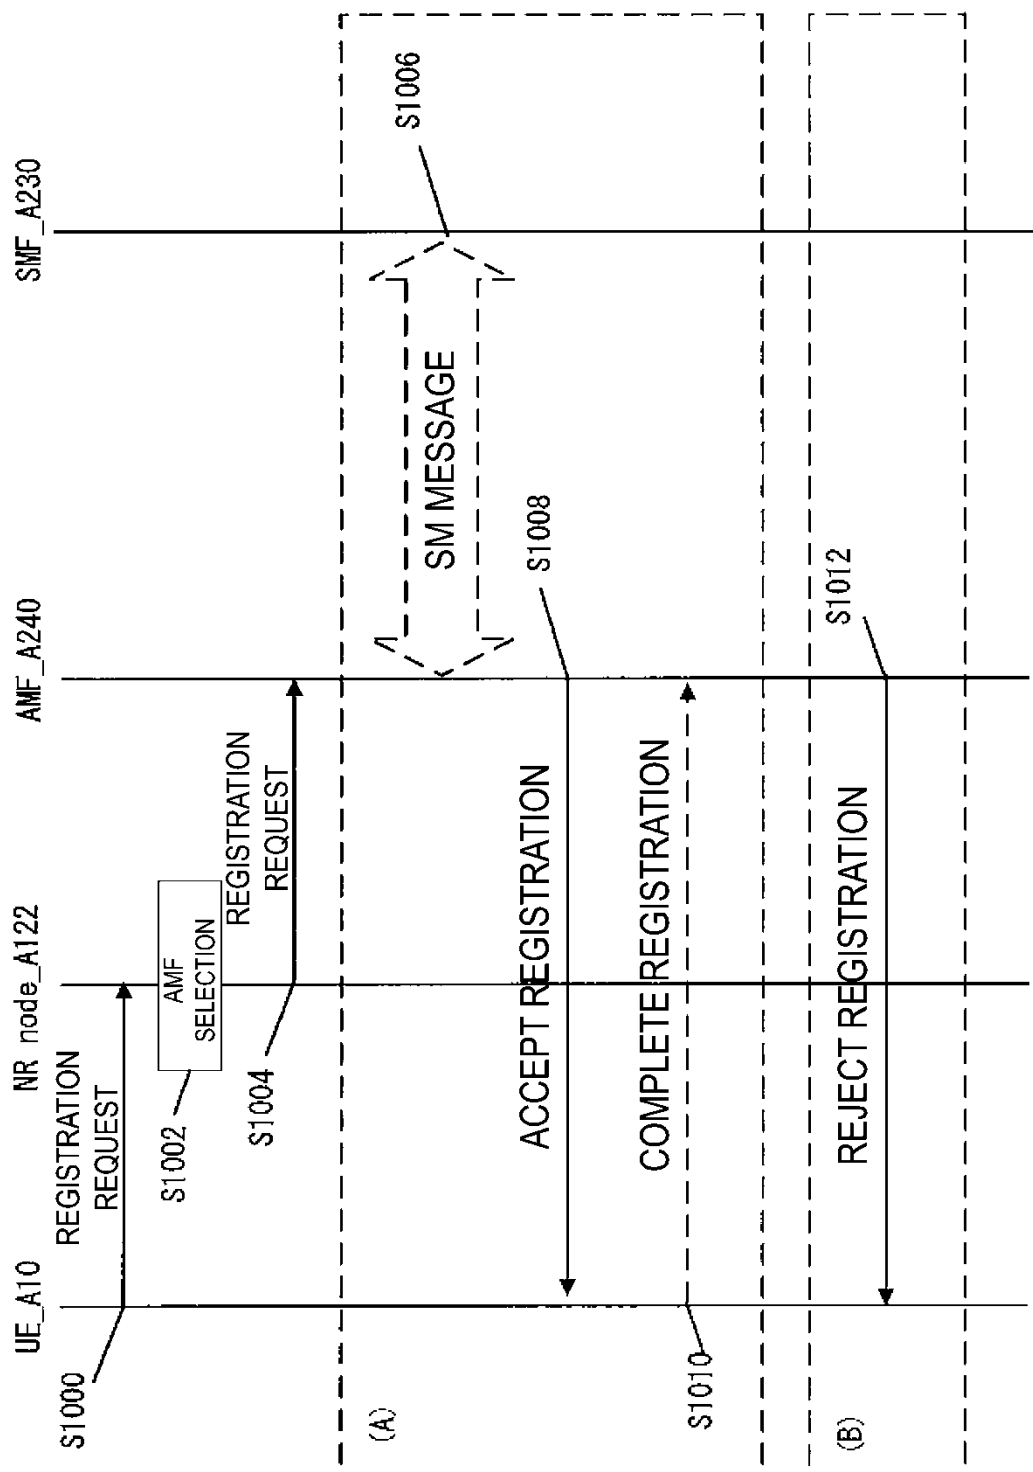 UE_A10
NR node_A122
AMF_A240
SMF_A230
S1000
REGISTRATION
REQUEST
S1002
AMF
SELECTION
S1004
REGISTRATION
REQUEST
(A)
SM MESSAGE
S1006
ACCEPT REGISTRATION
S1008
COMPLETE REGISTRATION
S1010
(B)
REJECT REGISTRATION
S1012